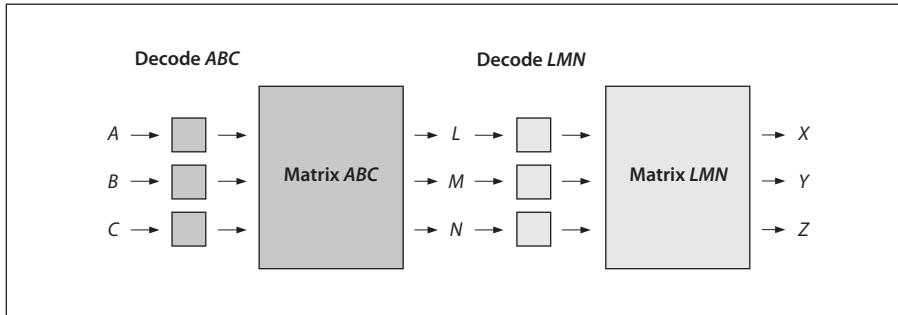 Decode ABC Decode LMN
A L X
B Matrix ABC M Matrix LMN Y
C N Z